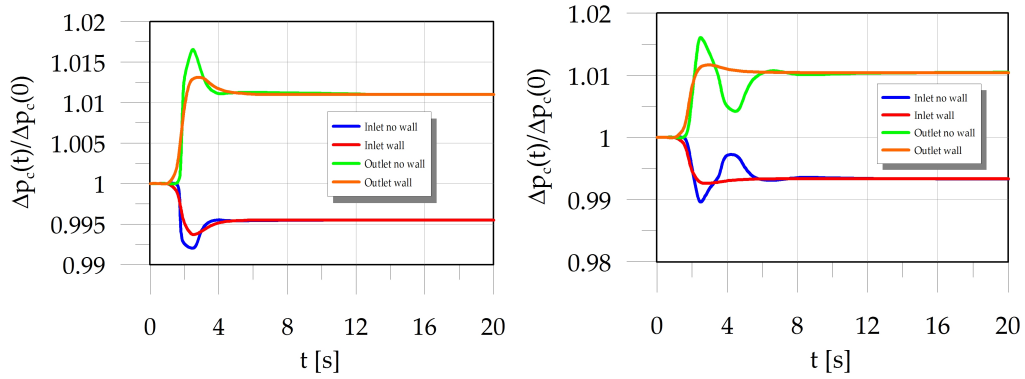 1.02
1.015
1.01
1.005
1
0.995
0.99
Δpc(t)/Δpc(0)
Inlet no wall
Inlet wall
Outlet no wall
Outlet wall
0 4 8 12 16 20
t [s]
1.02
1.01
1
0.99
0.98
Δpc(t)/Δpc(0)
Inlet no wall
Inlet wall
Outlet no wall
Outlet wall
0 4 8 12 16 20
t [s]